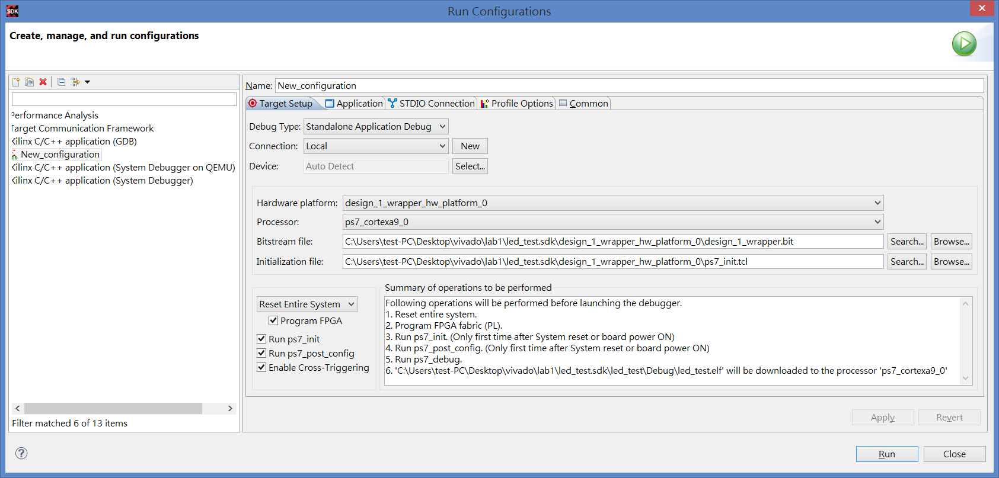 SDK
Run Configurations
Create, manage, and run configurations
Performance Analysis
Target Communication Framework
Xilinx C/C++ application (GDB)
New_configuration
Xilinx C/C++ application (System Debugger on QEMU)
Xilinx C/C++ application (System Debugger)
Filter matched 6 of 13 items
Name: New_configuration
Target Setup Application STDIO Connection Profile Options Common
Debug Type: Standalone Application Debug
Connection: Local New
Device: Auto Detect Select...
Hardware platform: design_1_wrapper_hw_platform_0
Processor: ps7_cortexa9_0
Bitstream file: C:\Users\test-PC\Desktop\vivado\lab1\led_test.sdk\design_1_wrapper_hw_platform_0\design_1_wrapper.bit Search... Browse...
Initialization file: C:\Users\test-PC\Desktop\vivado\lab1\led_test.sdk\design_1_wrapper_hw_platform_0\ps7_init.tcl Search... Browse...
Reset Entire System
Program FPGA
Run ps7_init
Run ps7_post_config
Enable Cross-Triggering
Summary of operations to be performed
Following operations will be performed before launching the debugger.
1. Reset entire system.
2. Program FPGA fabric (PL).
3. Run ps7_init. (Only first time after System reset or board power ON)
4. Run ps7_post_config. (Only first time after System reset or board power ON)
5. Run ps7_debug.
6. 'C:\Users\test-PC\Desktop\vivado\lab1\led_test.sdk\led_test\Debug\led_test.elf' will be downloaded to the processor 'ps7_cortexa9_0'
Apply Revert
Run Close